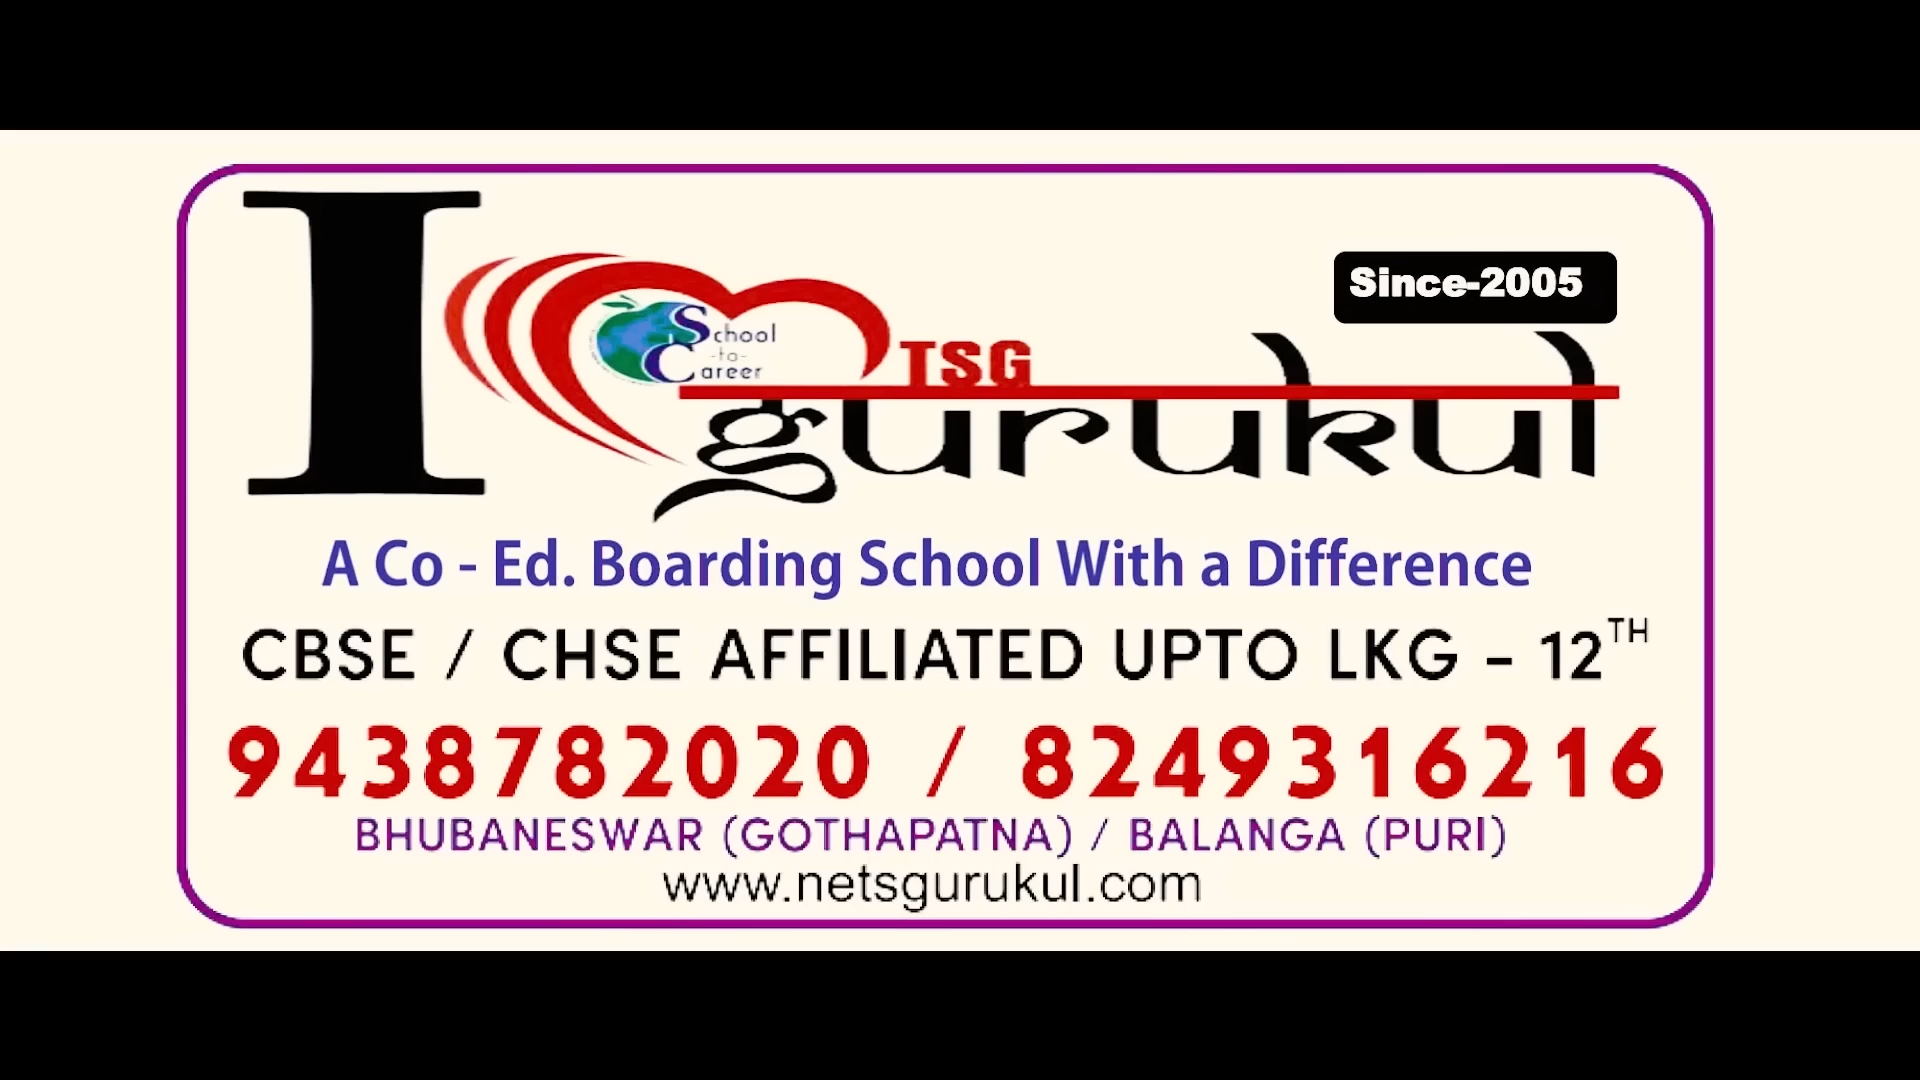 I
Since-2005
School
-to-
Career
TSG
gurukul
A Co - Ed. Boarding School With a Difference
CBSE / CHSE AFFILIATED UPTO LKG - 12TH
9438782020 / 8249316216
BHUBANESWAR (GOTHAPATNA) / BALANGA (PURI)
www.netsgurukul.com